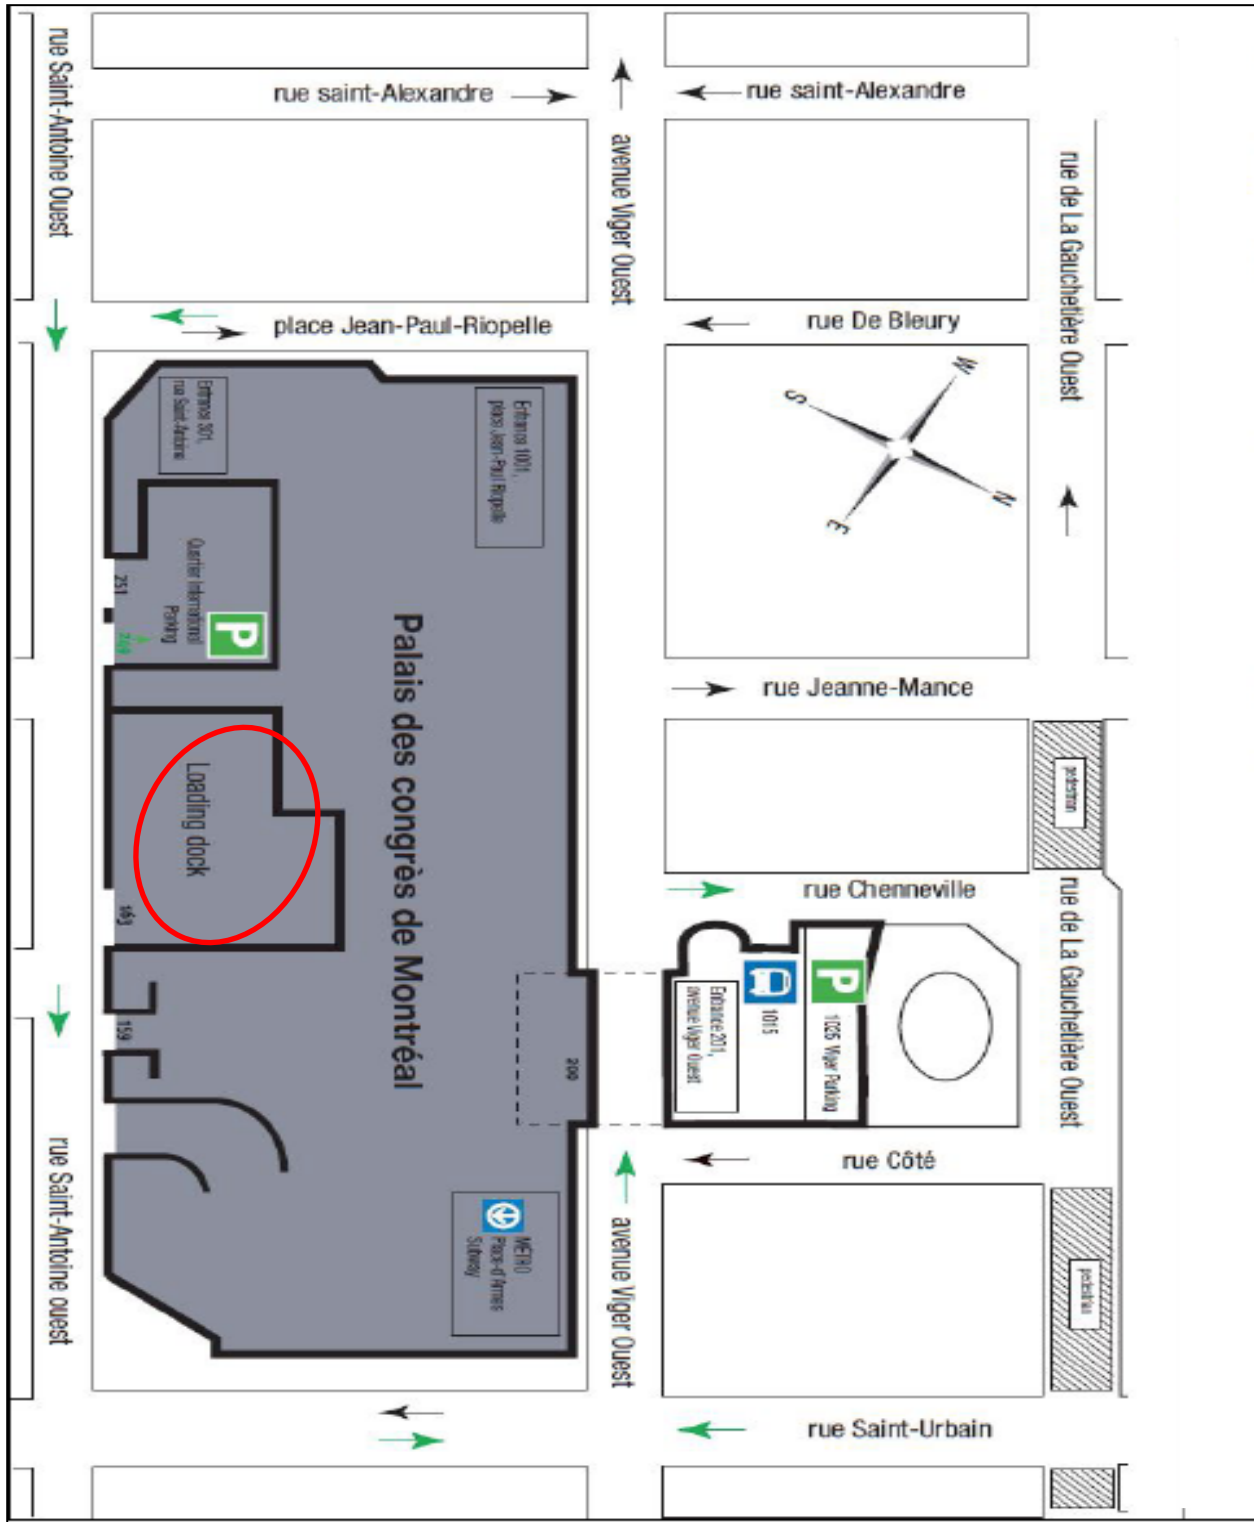 rue saint-Alexandre
rue saint-Alexandre
rue Saint-Antoine Ouest
avenue Viger Ouest
rue de La Gauchetière Ouest
place Jean-Paul-Riopelle
rue De Bleury
W
S
N
E
Entrance 301,
rue Saint-Antoine
Entrance 1001,
place Jean-Paul Riopelle
251
Quartier International
Parking
P
Palais des congrès de Montréal
rue Jeanne-Mance
pedestrian
Loading dock
163
rue Chenneville
rue de La Gauchetière Ouest
159
200
Entrance 201,
avenue Viger Ouest
1015
P
1025 Viger Parking
rue Côté
rue Saint-Antoine ouest
MÉTRO
Place-d'Armes
Subway
avenue Viger Ouest
pedestrian
rue Saint-Urbain